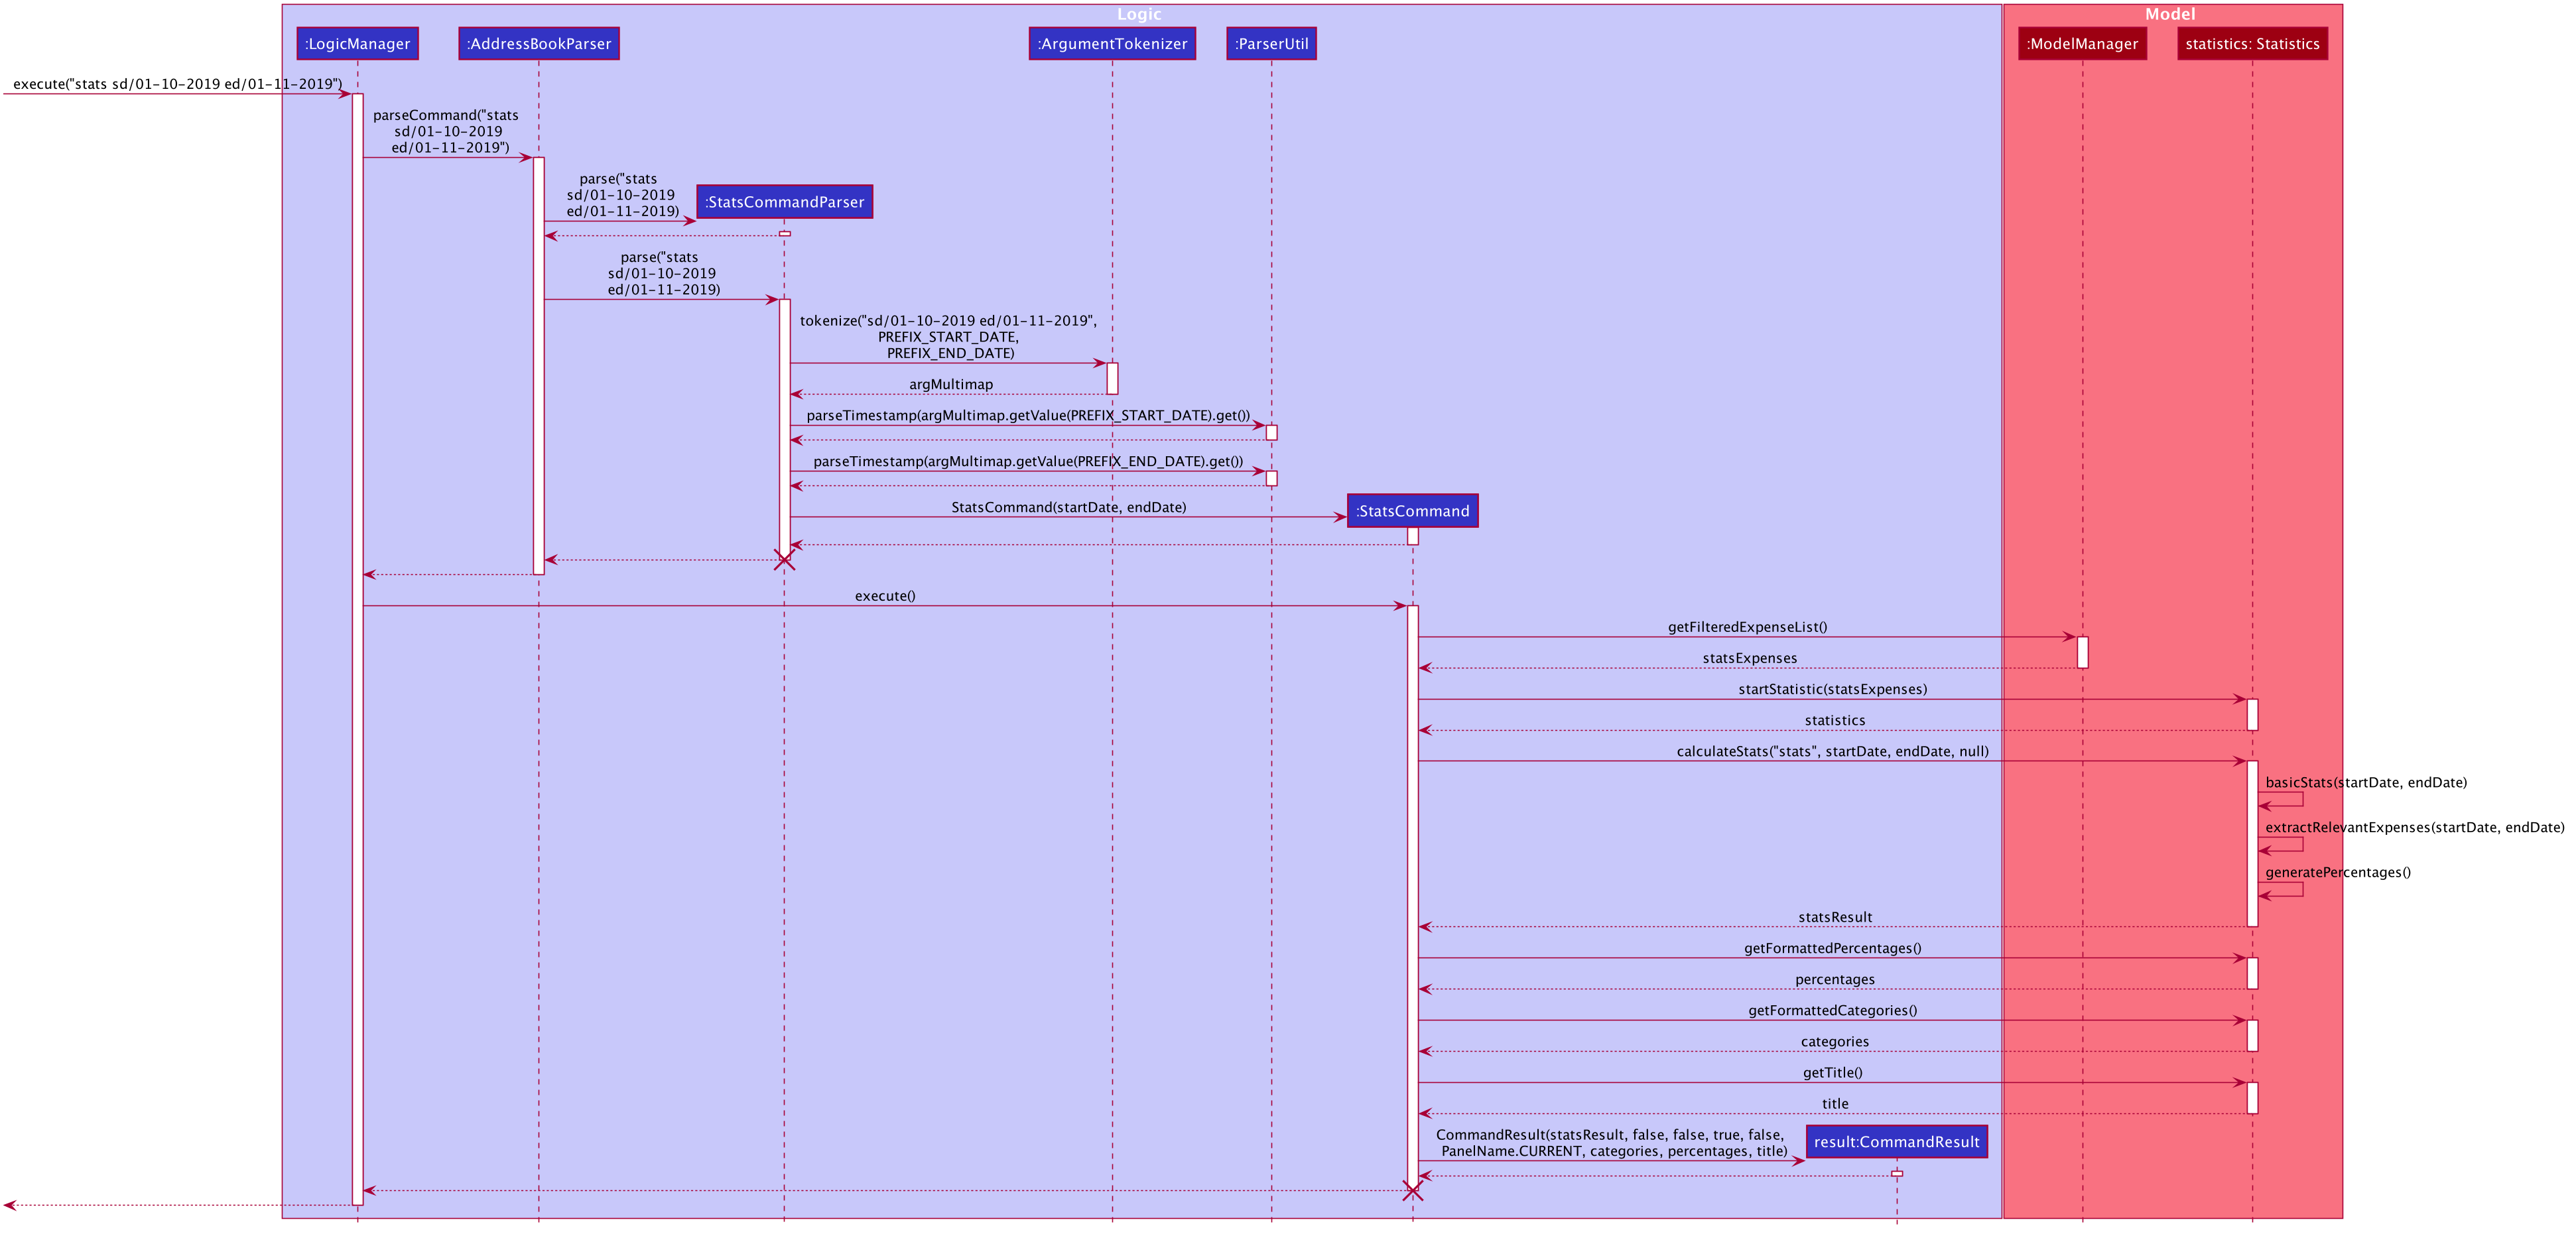 Logic
Model
:LogicManager
:AddressBookParser
:ArgumentTokenizer
:ParserUtil
:ModelManager
statistics: Statistics
execute("stats sd/01-10-2019 ed/01-11-2019")
parseCommand("stats
sd/01-10-2019
ed/01-11-2019")
parse("stats
sd/01-10-2019
ed/01-11-2019)
:StatsCommandParser
parse("stats
sd/01-10-2019
ed/01-11-2019)
tokenize("sd/01-10-2019 ed/01-11-2019",
PREFIX_START_DATE,
PREFIX_END_DATE)
argMultimap
parseTimestamp(argMultimap.getValue(PREFIX_START_DATE).get())
parseTimestamp(argMultimap.getValue(PREFIX_END_DATE).get())
StatsCommand(startDate, endDate)
:StatsCommand
execute()
getFilteredExpenseList()
statsExpenses
startStatistic(statsExpenses)
statistics
calculateStats("stats", startDate, endDate, null)
basicStats(startDate, endDate)
extractRelevantExpenses(startDate, endDate)
generatePercentages()
statsResult
getFormattedPercentages()
percentages
getFormattedCategories()
categories
getTitle()
title
CommandResult(statsResult, false, false, true, false,
PanelName.CURRENT, categories, percentages, title)
result:CommandResult